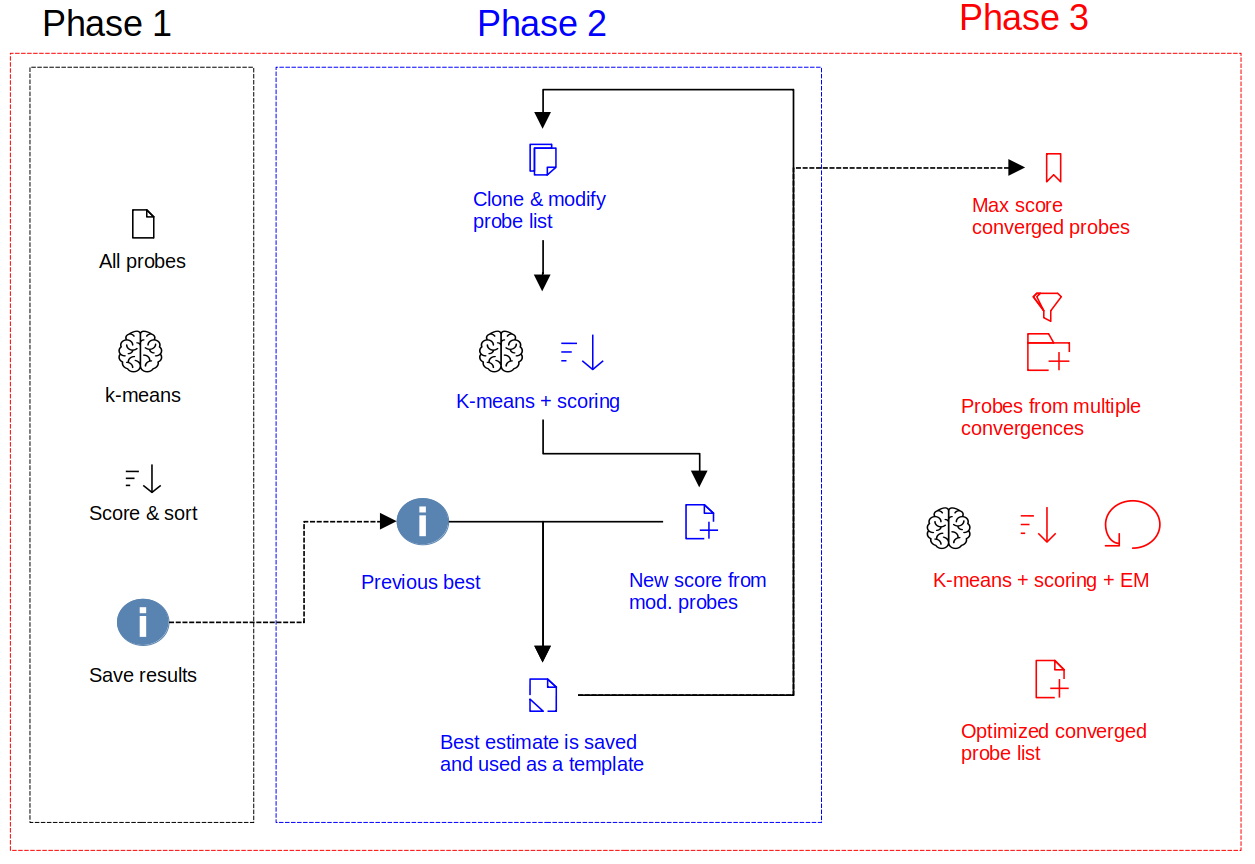 Phase 1
Phase 2
Phase 3
All probes
k-means
Score & sort
Save results
Clone & modify
probe list
K-means + scoring
Previous best
New score from
mod. probes
Best estimate is saved
and used as a template
Max score
converged probes
Probes from multiple
convergences
K-means + scoring + EM
Optimized converged
probe list